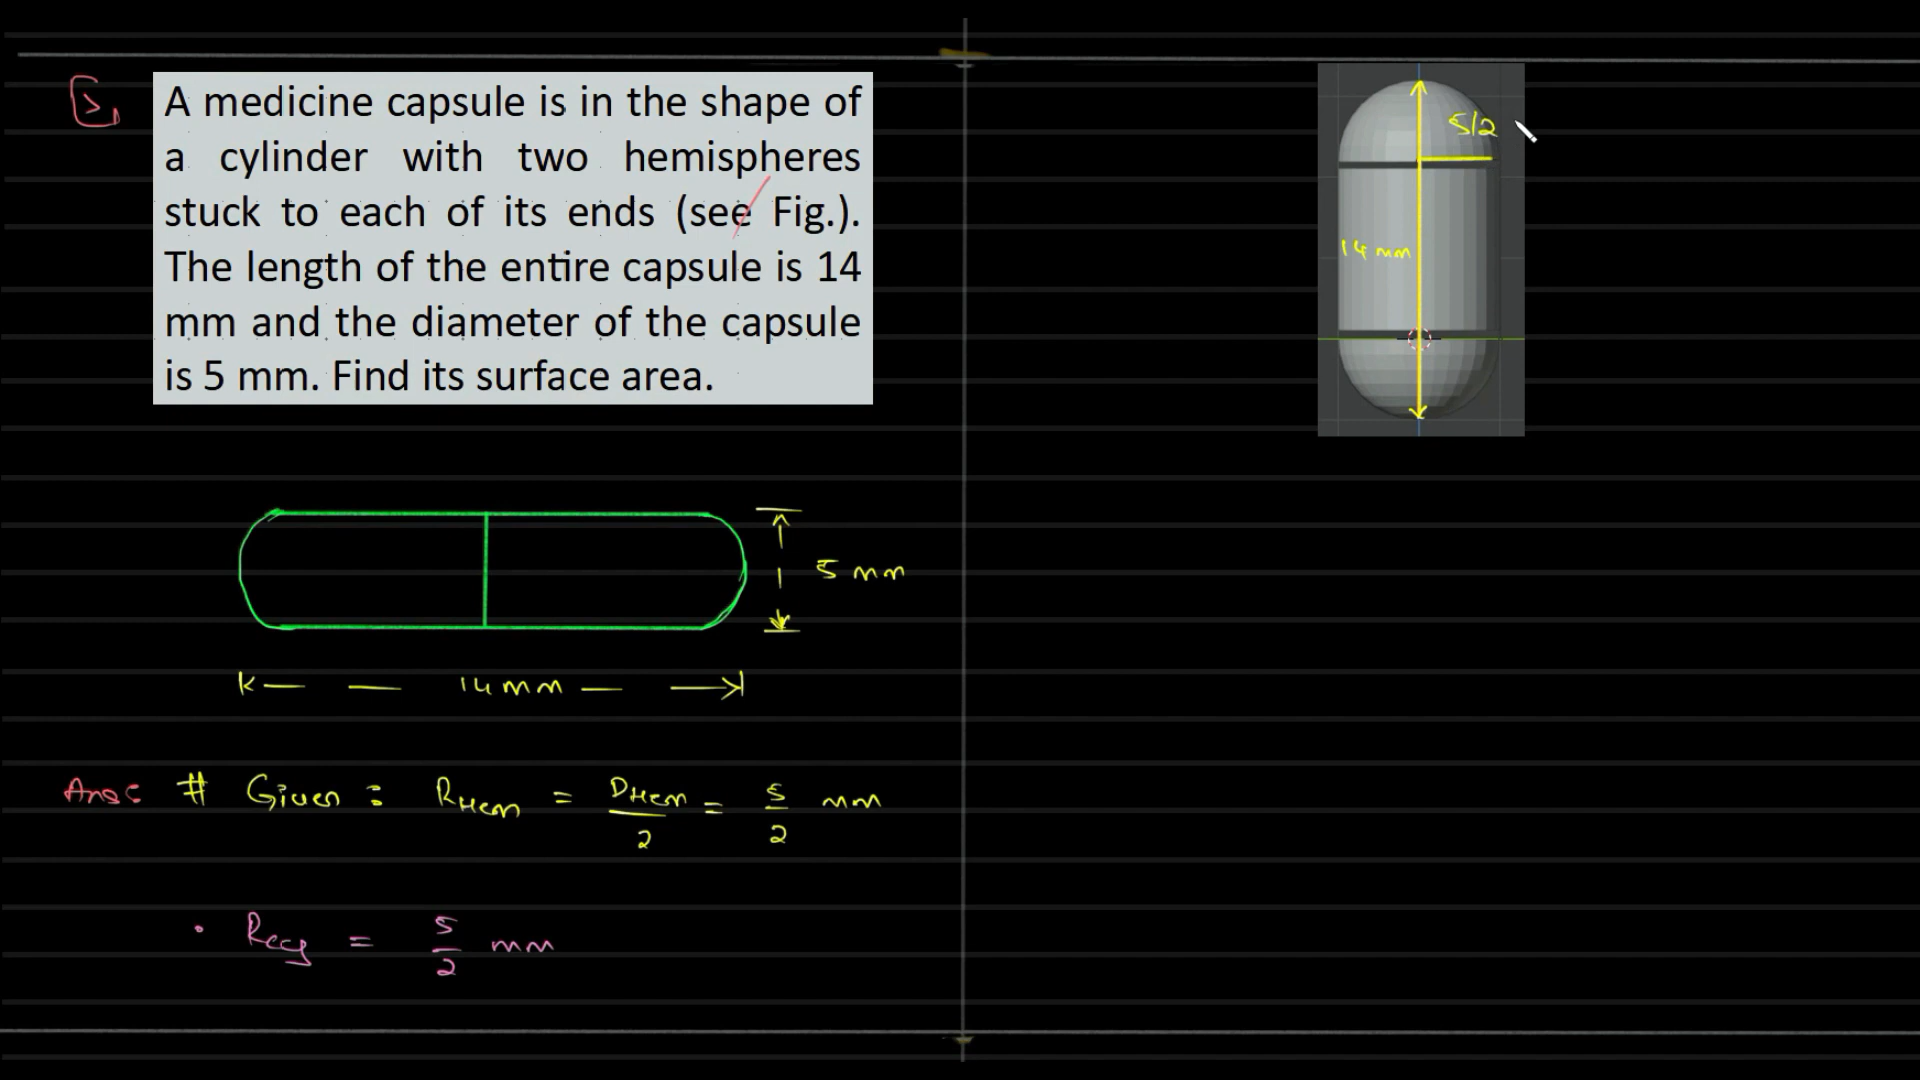 A medicine capsule is in the shape of
a cylinder with two hemispheres
stuck to each of its ends (see Fig.).
The length of the entire capsule is 14
mm and the diameter of the capsule
is 5 mm. Find its surface area.
5/2
14 mm
5 mm
14 mm
Ans: # Given : RHem = DHem/2 = 5/2 mm
· Rcy = 5/2 mm